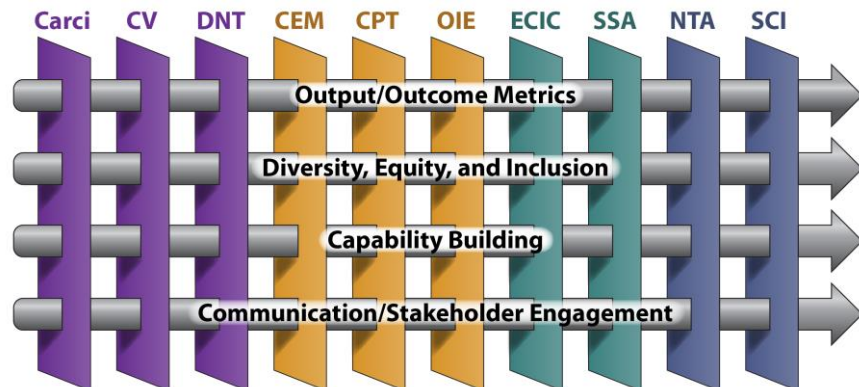 Carci CV DNT CEM CPT OIE ECIC SSA NTA SCI
Output/Outcome Metrics
Diversity, Equity, and Inclusion
Capability Building
Communication/Stakeholder Engagement